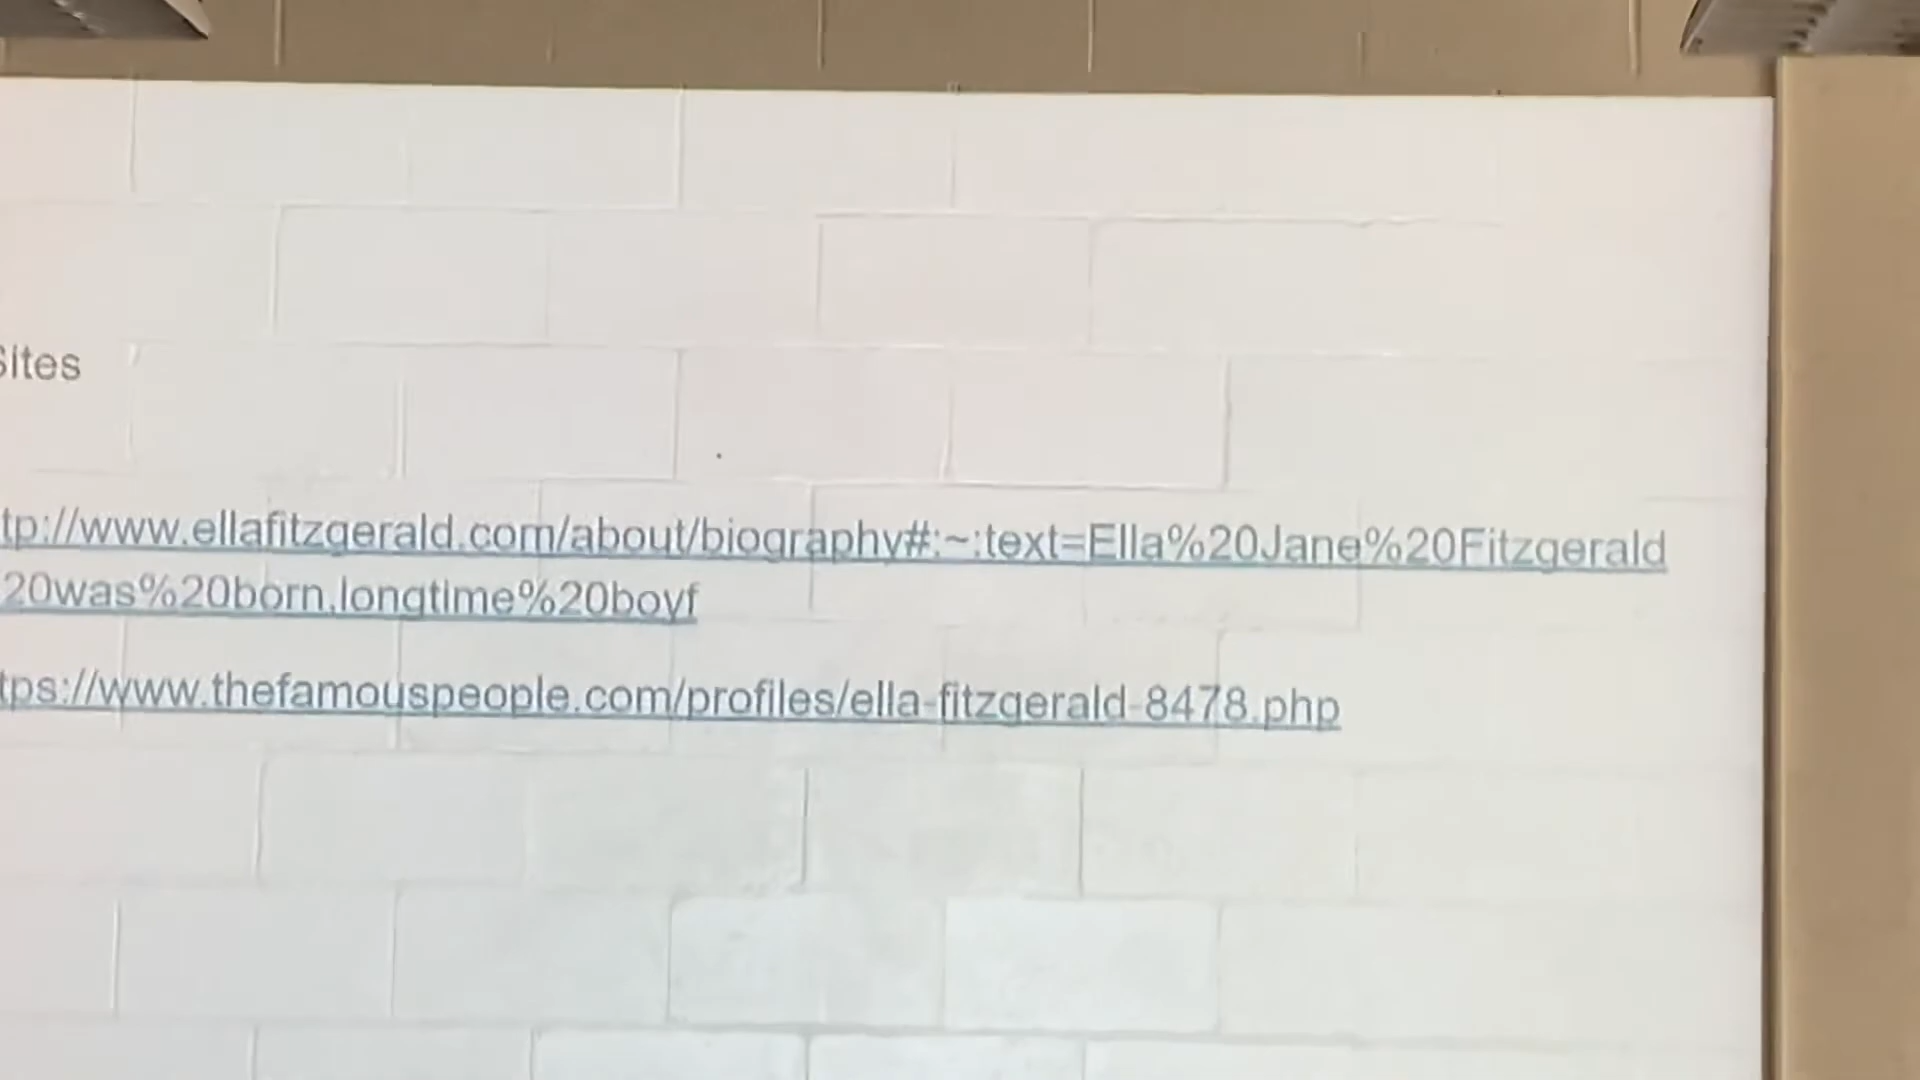 Sites
tp://www.ellafitzgerald.com/about/biography#:~:text=Ella%20Jane%20Fitzgerald
20was%20born,longtime%20boyf
tps://www.thefamouspeople.com/profiles/ella-fitzgerald-8478.php